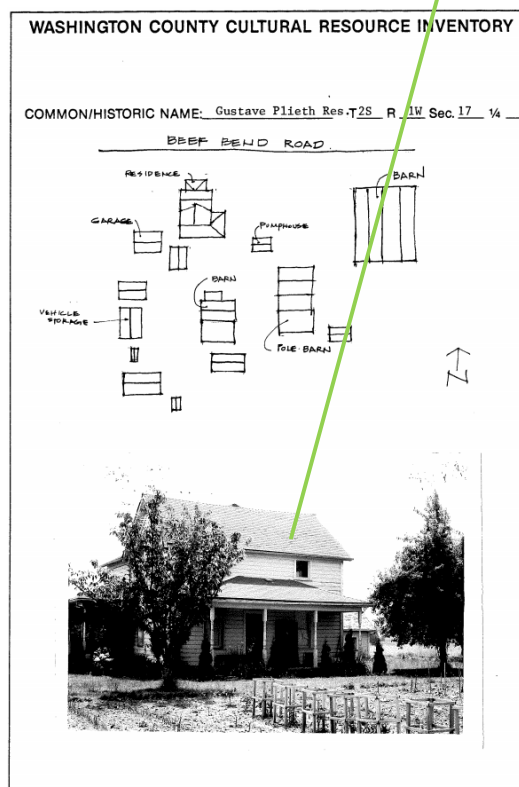 WASHINGTON COUNTY CULTURAL RESOURCE INVENTORY
COMMON/HISTORIC NAME: Gustave Plieth Res. T2S R 1W Sec. 17 ¼
BEEF BEND ROAD
RESIDENCE
BARN
GARAGE
PUMPHOUSE
BARN
VEHICLE STORAGE
POLE BARN
N